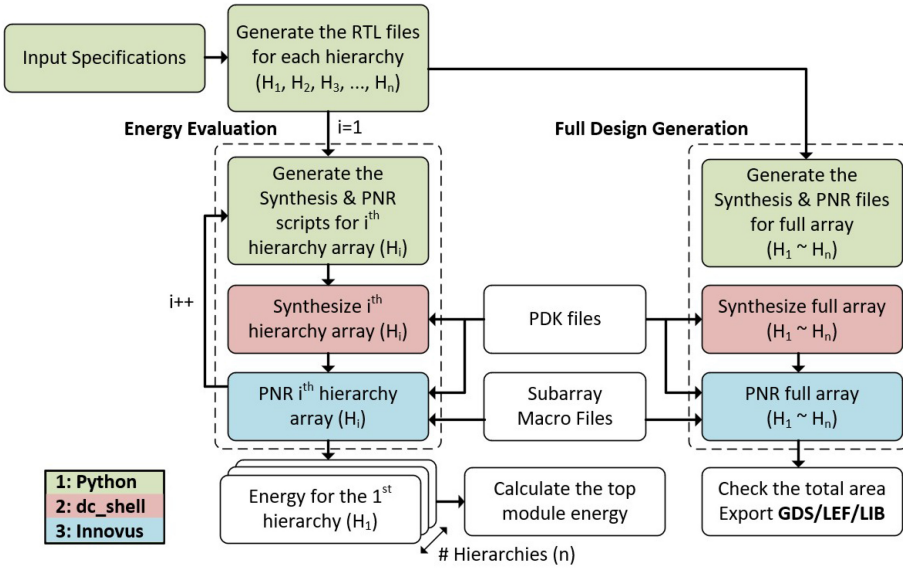 Input Specifications
Generate the RTL files
for each hierarchy
(H₁, H₂, H₃, ..., Hₙ)
Energy Evaluation
i=1
Full Design Generation
Generate the
Synthesis & PNR
scripts for iᵗʰ
hierarchy array (Hᵢ)
Generate the
Synthesis & PNR files
for full array
(H₁ ~ Hₙ)
i++
Synthesize iᵗʰ
hierarchy array (Hᵢ)
PDK files
Synthesize full array
(H₁ ~ Hₙ)
PNR iᵗʰ hierarchy
array (Hᵢ)
Subarray
Macro Files
PNR full array
(H₁ ~ Hₙ)
1: Python
2: dc_shell
3: Innovus
Energy for the 1ˢᵗ
hierarchy (H₁)
Calculate the top
module energy
Check the total area
Export GDS/LEF/LIB
# Hierarchies (n)